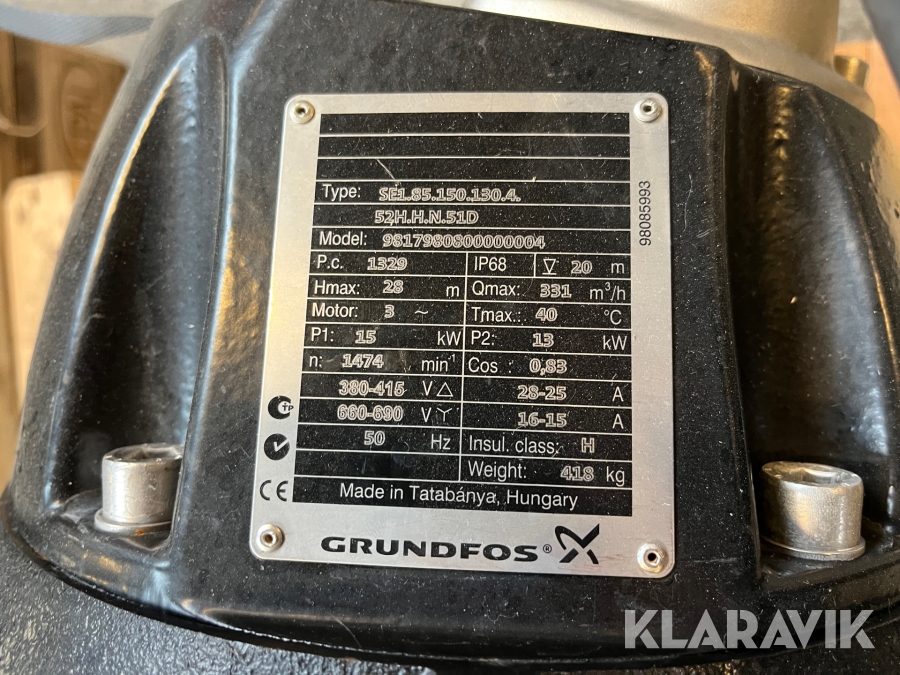 Type: SE1.85.150.130.4.
52H.H.N.51D
98085993
Model: 9817980800000004
P.c. 1329 IP68 ▽ 20 m
Hmax: 28 m Qmax: 331 m³/h
Motor: 3 ~ Tmax.: 40 °C
P1: 15 kW P2: 13 kW
n: 1474 min⁻¹ Cos : 0,83
380-415 V △ 28-25 A
660-690 V Y 16-15 A
50 Hz Insul. class: H
Weight: 418 kg
TP
CE
Made in Tatabánya, Hungary
GRUNDFOS®
KLARAVIK